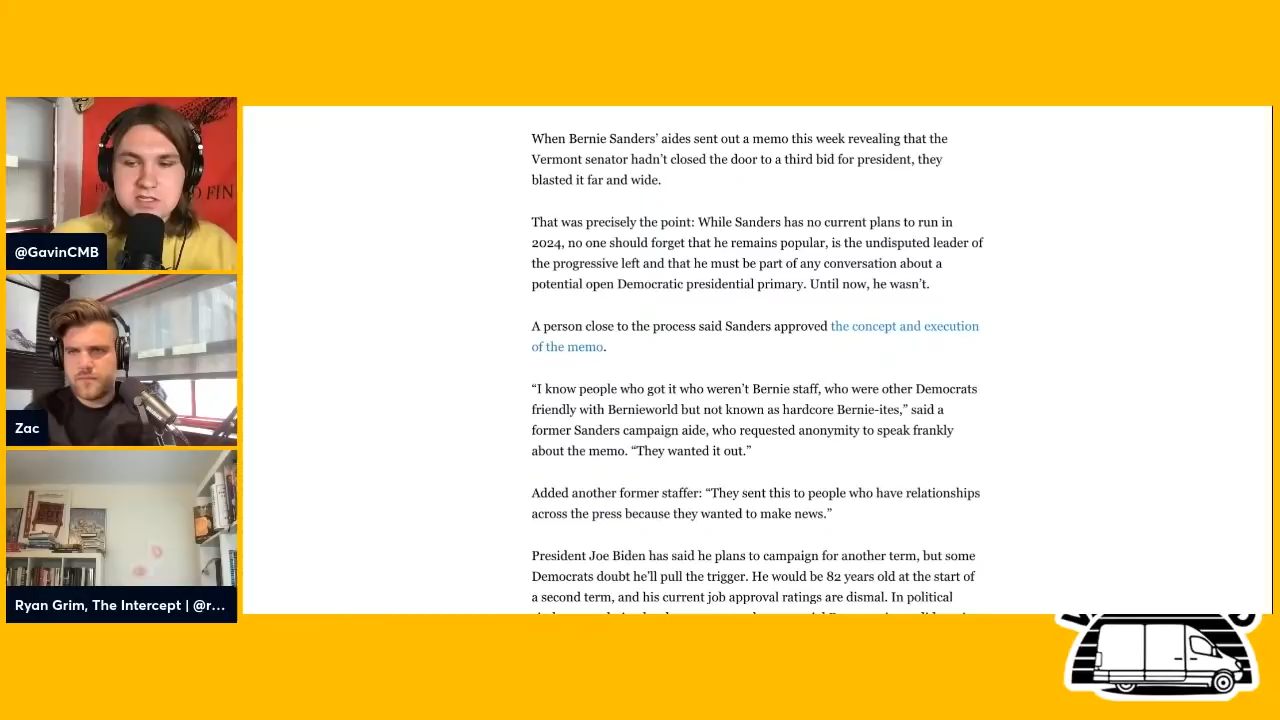 O FIN
@GavinCMB
Zac
Ryan Grim, The Intercept | @r...
When Bernie Sanders’ aides sent out a memo this week revealing that the
Vermont senator hadn’t closed the door to a third bid for president, they
blasted it far and wide.
That was precisely the point: While Sanders has no current plans to run in
2024, no one should forget that he remains popular, is the undisputed leader of
the progressive left and that he must be part of any conversation about a
potential open Democratic presidential primary. Until now, he wasn’t.
A person close to the process said Sanders approved the concept and execution
of the memo.
“I know people who got it who weren’t Bernie staff, who were other Democrats
friendly with Bernieworld but not known as hardcore Bernie-ites,” said a
former Sanders campaign aide, who requested anonymity to speak frankly
about the memo. “They wanted it out.”
Added another former staffer: “They sent this to people who have relationships
across the press because they wanted to make news.”
President Joe Biden has said he plans to campaign for another term, but some
Democrats doubt he’ll pull the trigger. He would be 82 years old at the start of
a second term, and his current job approval ratings are dismal. In political